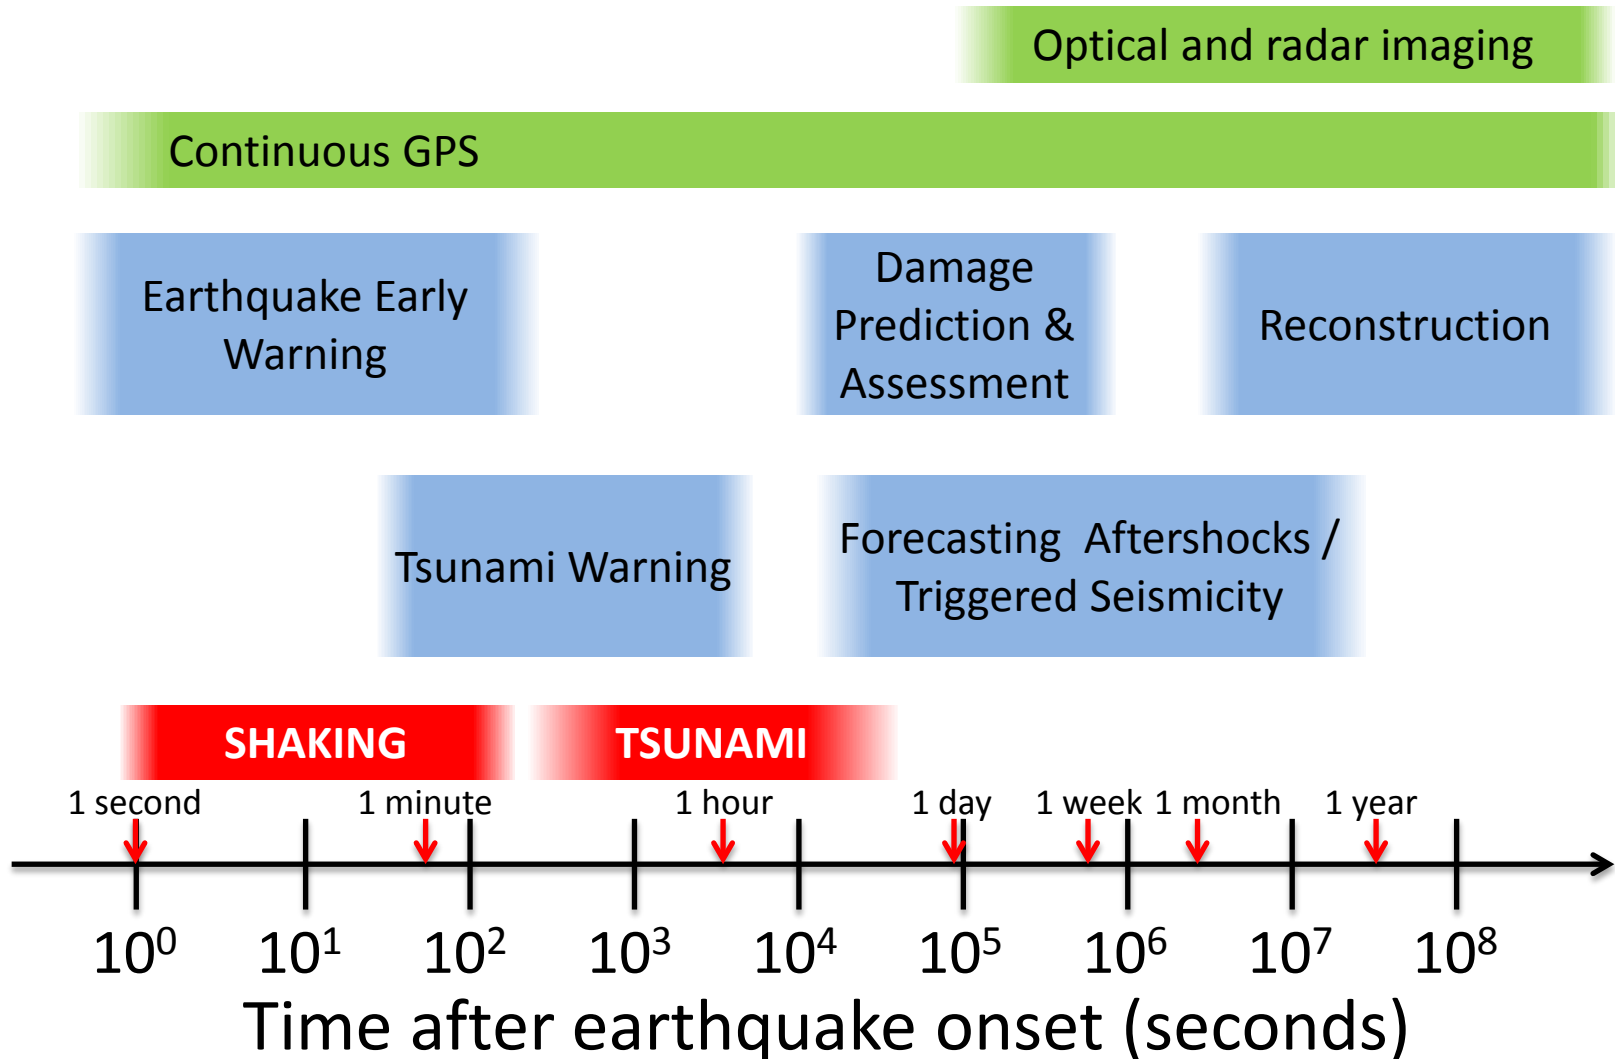 Optical and radar imaging
Continuous GPS
Earthquake Early
Warning
Damage
Prediction &
Assessment
Reconstruction
Tsunami Warning
Forecasting  Aftershocks /
Triggered Seismicity
SHAKING
TSUNAMI
1 second
1 minute
1 hour
1 day
1 week
1 month
1 year
10⁰
10¹
10²
10³
10⁴
10⁵
10⁶
10⁷
10⁸
Time after earthquake onset (seconds)